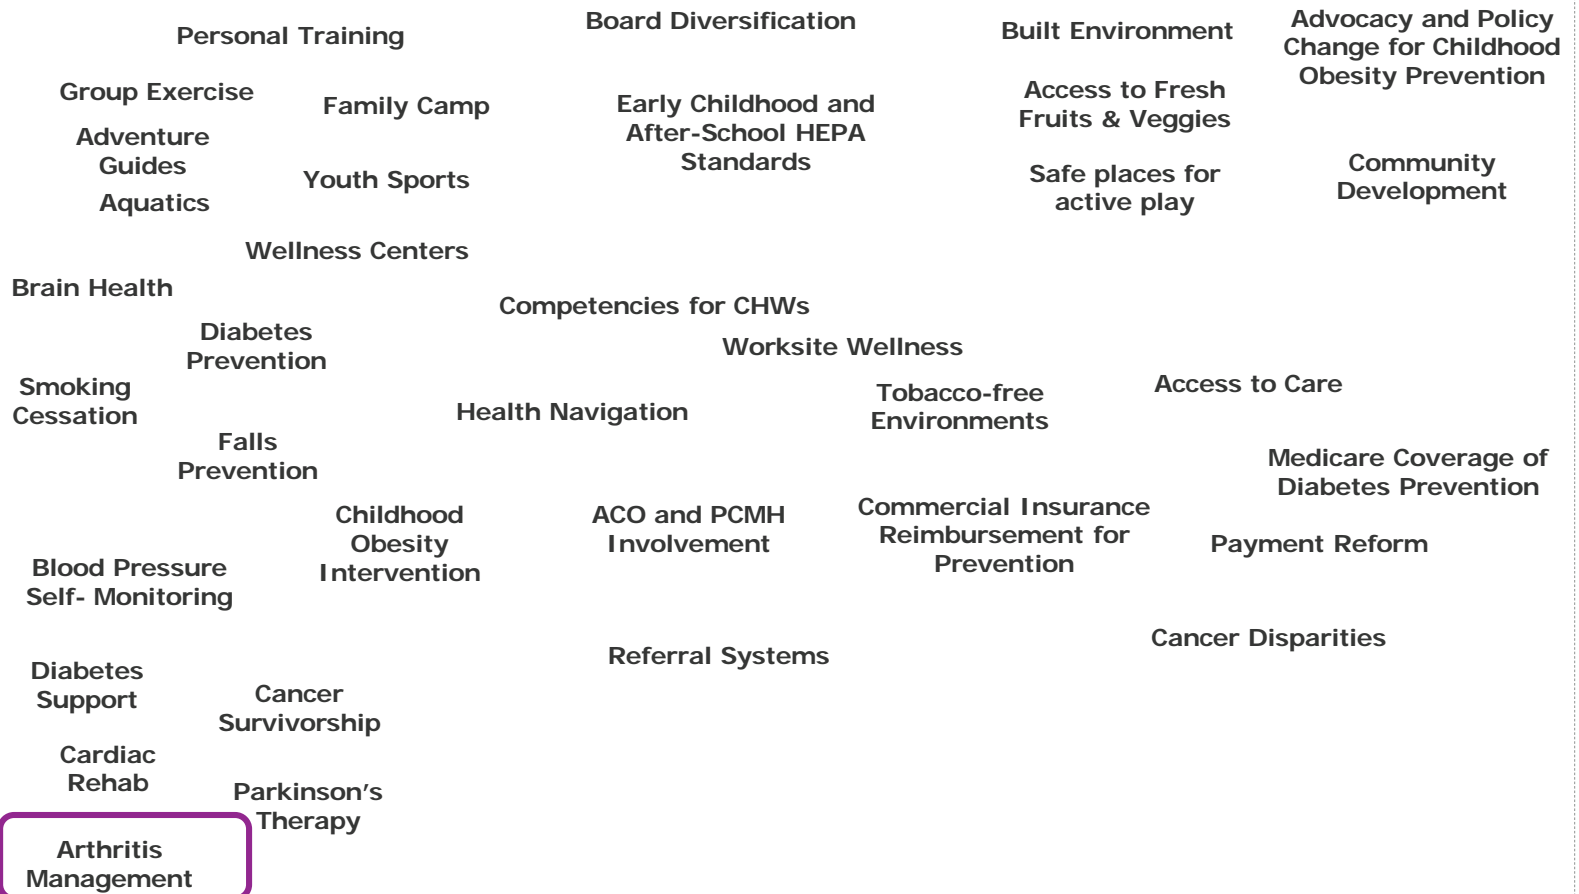 Personal Training
Board Diversification
Built Environment
Advocacy and Policy
Change for Childhood
Obesity Prevention
Group Exercise
Family Camp
Early Childhood and
After-School HEPA
Standards
Access to Fresh
Fruits & Veggies
Adventure
Guides
Youth Sports
Safe places for
active play
Community
Development
Aquatics
Wellness Centers
Brain Health
Competencies for CHWs
Diabetes
Prevention
Worksite Wellness
Smoking
Cessation
Health Navigation
Tobacco-free
Environments
Access to Care
Falls
Prevention
Medicare Coverage of
Diabetes Prevention
Childhood
Obesity
Intervention
ACO and PCMH
Involvement
Commercial Insurance
Reimbursement for
Prevention
Payment Reform
Blood Pressure
Self- Monitoring
Cancer Disparities
Referral Systems
Diabetes
Support
Cancer
Survivorship
Cardiac
Rehab
Parkinson’s
Therapy
Arthritis
Management